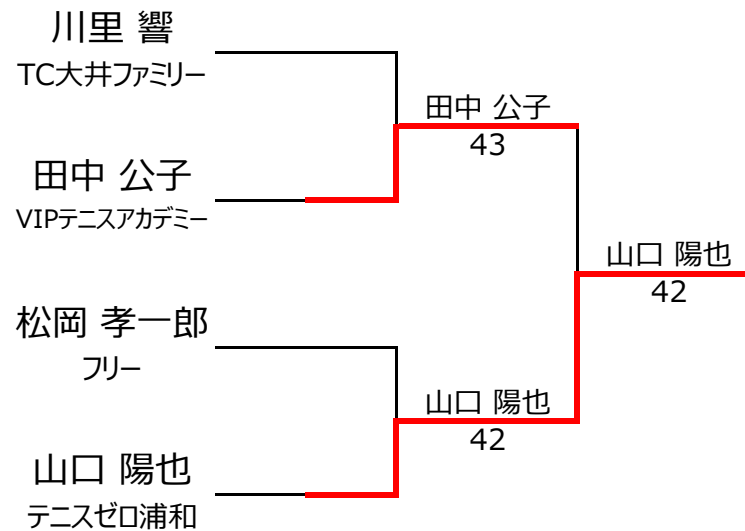 川里 響
TC大井ファミリー
田中 公子
43
田中 公子
VIPテニスアカデミー
山口 陽也
42
松岡 孝一郎
フリー
山口 陽也
42
山口 陽也
テニスゼロ浦和